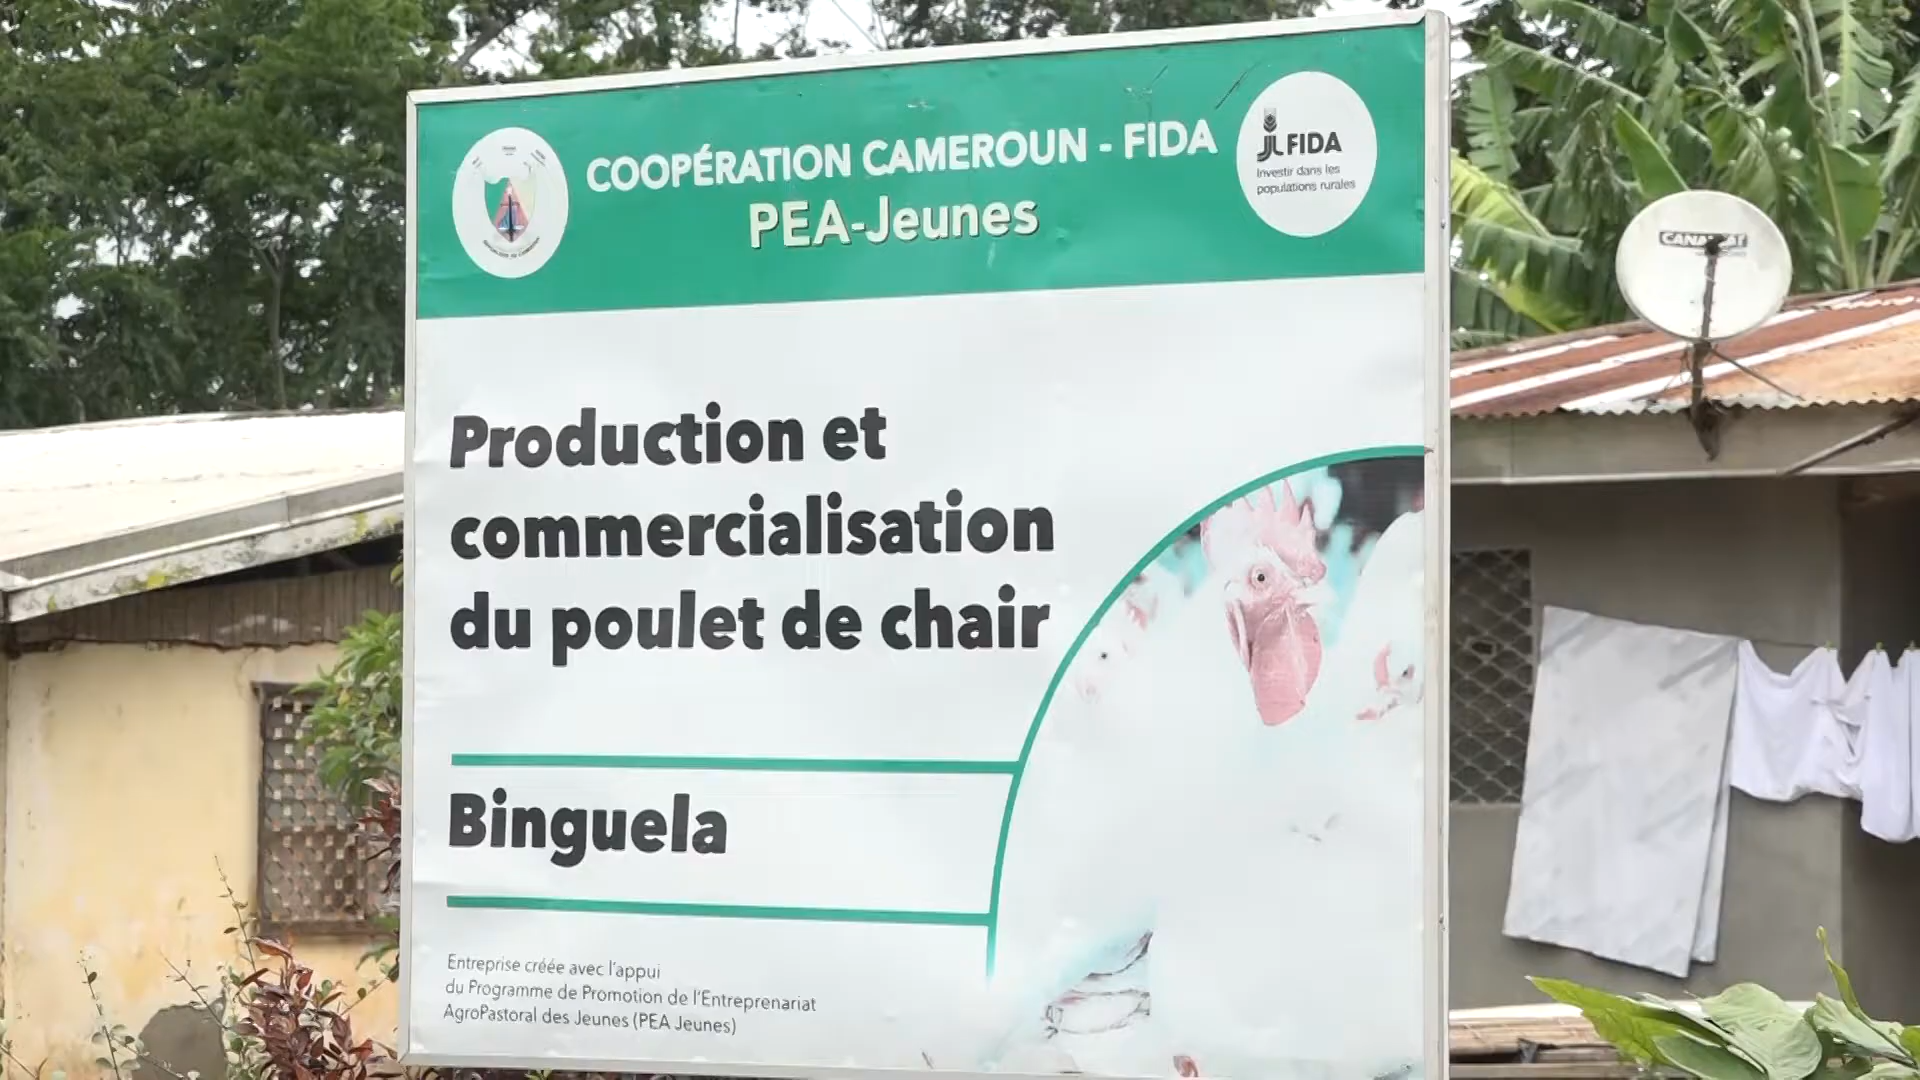 COOPÉRATION CAMEROUN - FIDA
PEA-Jeunes
FIDA
Investir dans les
populations rurales
Production et
commercialisation
du poulet de chair
Binguela
Entreprise créée avec l'appui
du Programme de Promotion de l'Entreprenariat
AgroPastoral des Jeunes (PEA Jeunes)